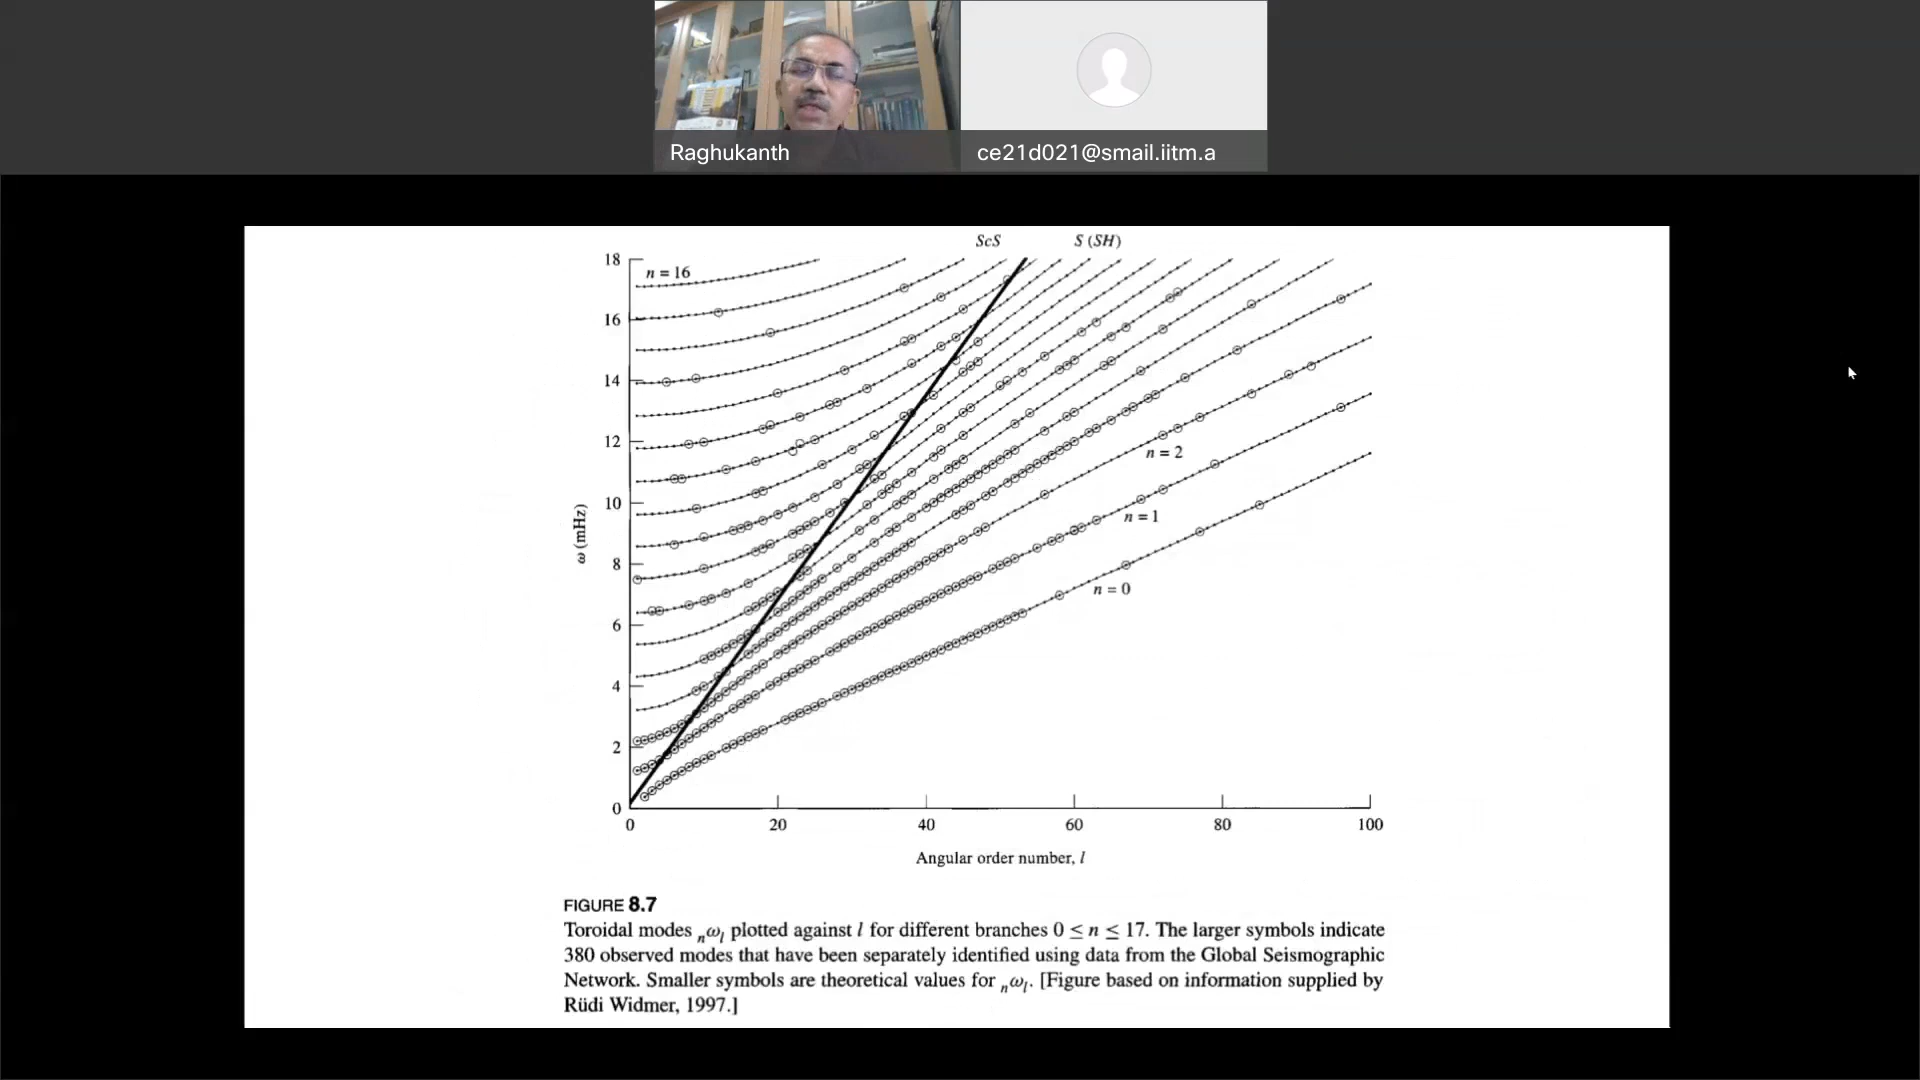 Raghukanth
ce21d021@smail.iitm.a
ScS
S (SH)
18
n = 16
16
14
12
n = 2
10
n = 1
ω (mHz)
8
n = 0
6
4
2
0
0 20 40 60 80 100
Angular order number, l
FIGURE 8.7
Toroidal modes ₙωₗ plotted against l for different branches 0 ≤ n ≤ 17. The larger symbols indicate
380 observed modes that have been separately identified using data from the Global Seismographic
Network. Smaller symbols are theoretical values for ₙωₗ. [Figure based on information supplied by
Rüdi Widmer, 1997.]